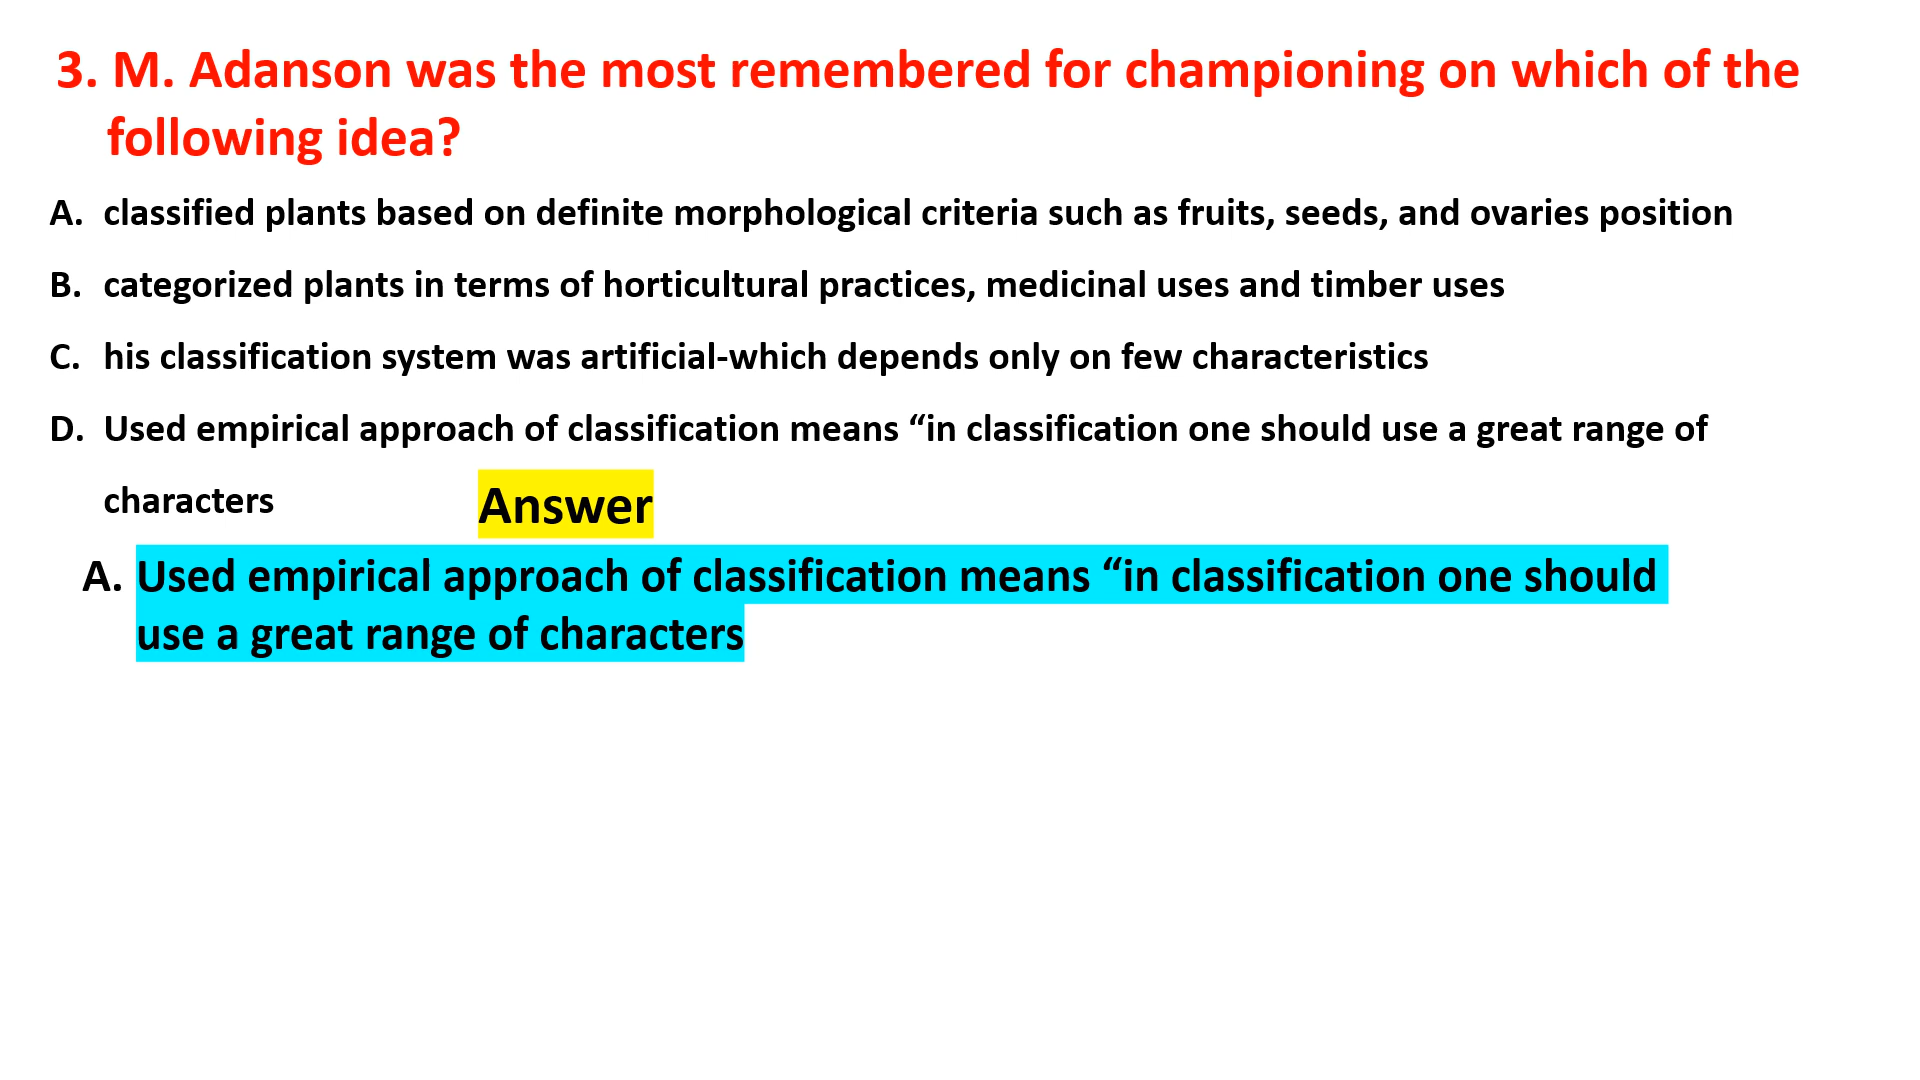 3. M. Adanson was the most remembered for championing on which of the
following idea?
A. classified plants based on definite morphological criteria such as fruits, seeds, and ovaries position
B. categorized plants in terms of horticultural practices, medicinal uses and timber uses
C. his classification system was artificial-which depends only on few characteristics
D. Used empirical approach of classification means “in classification one should use a great range of
characters
Answer
A. Used empirical approach of classification means “in classification one should
use a great range of characters